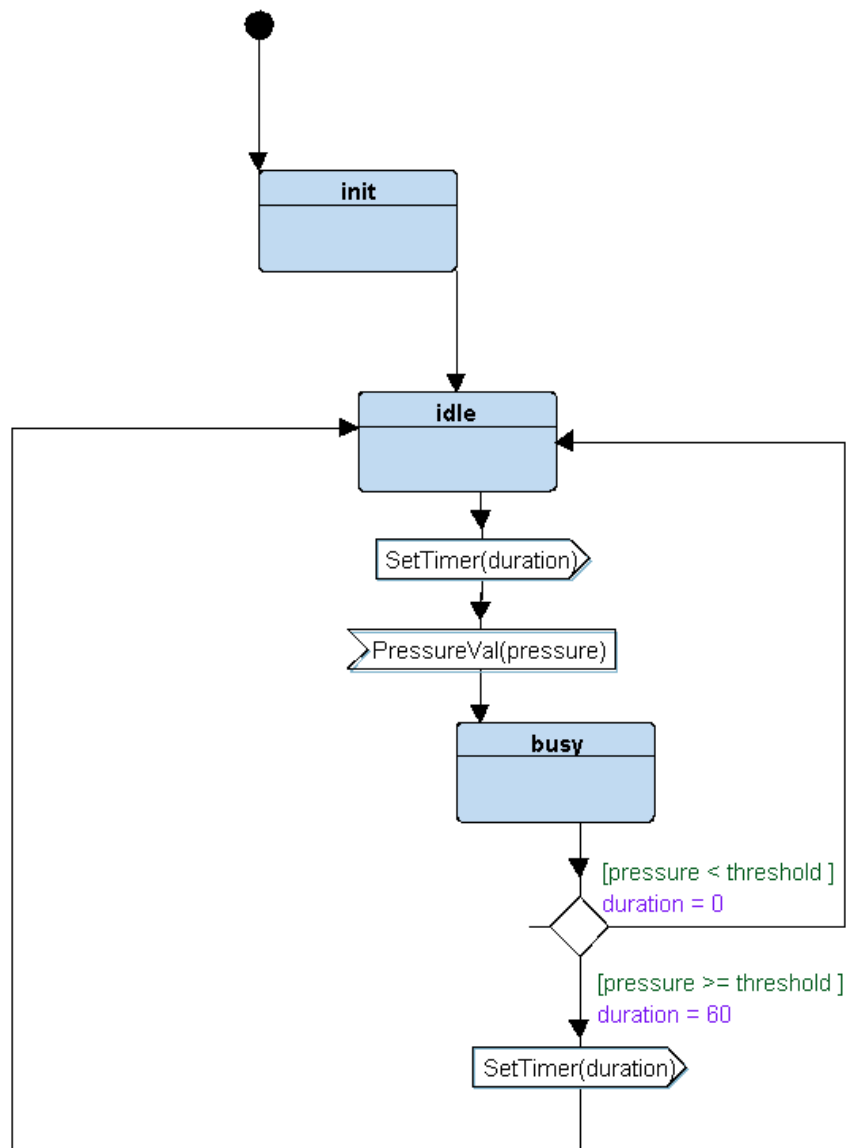 init
idle
SetTimer(duration)
PressureVal(pressure)
busy
[pressure < threshold ]
duration = 0
[pressure >= threshold ]
duration = 60
SetTimer(duration)